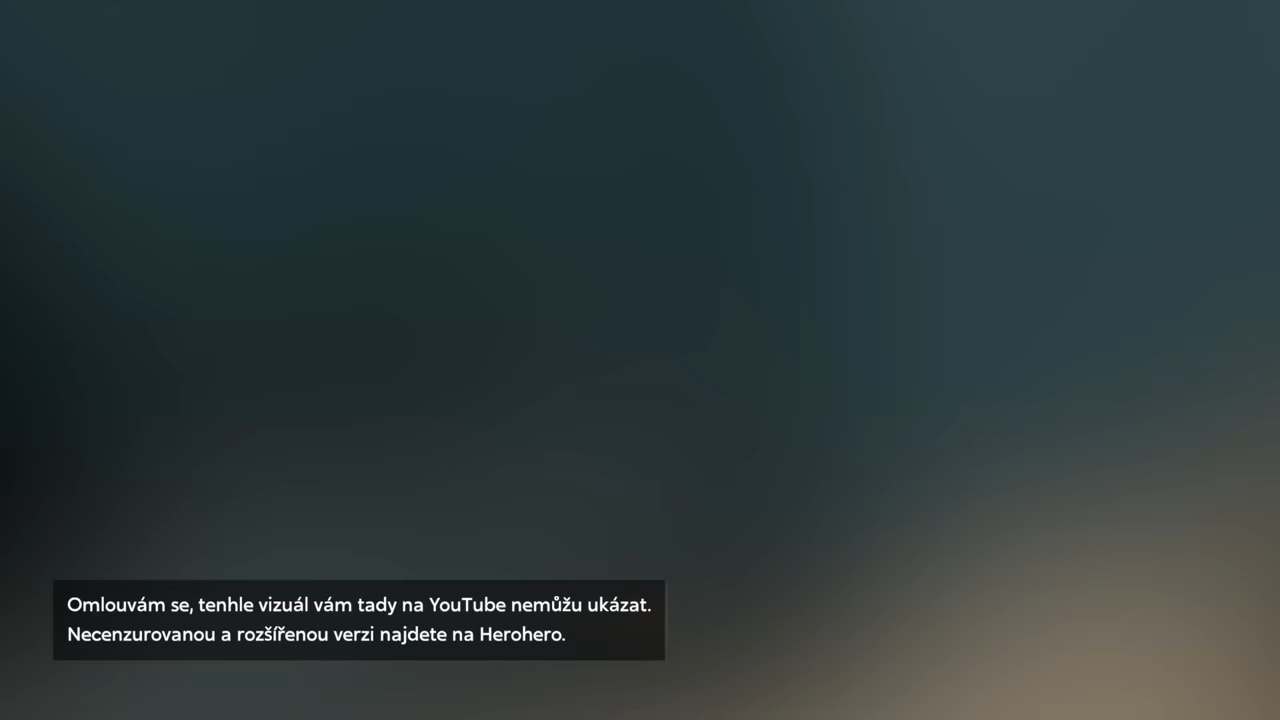 Omlouvám se, tenhle vizuál vám tady na YouTube nemůžu ukázat.
Necenzurovanou a rozšířenou verzi najdete na Herohero.